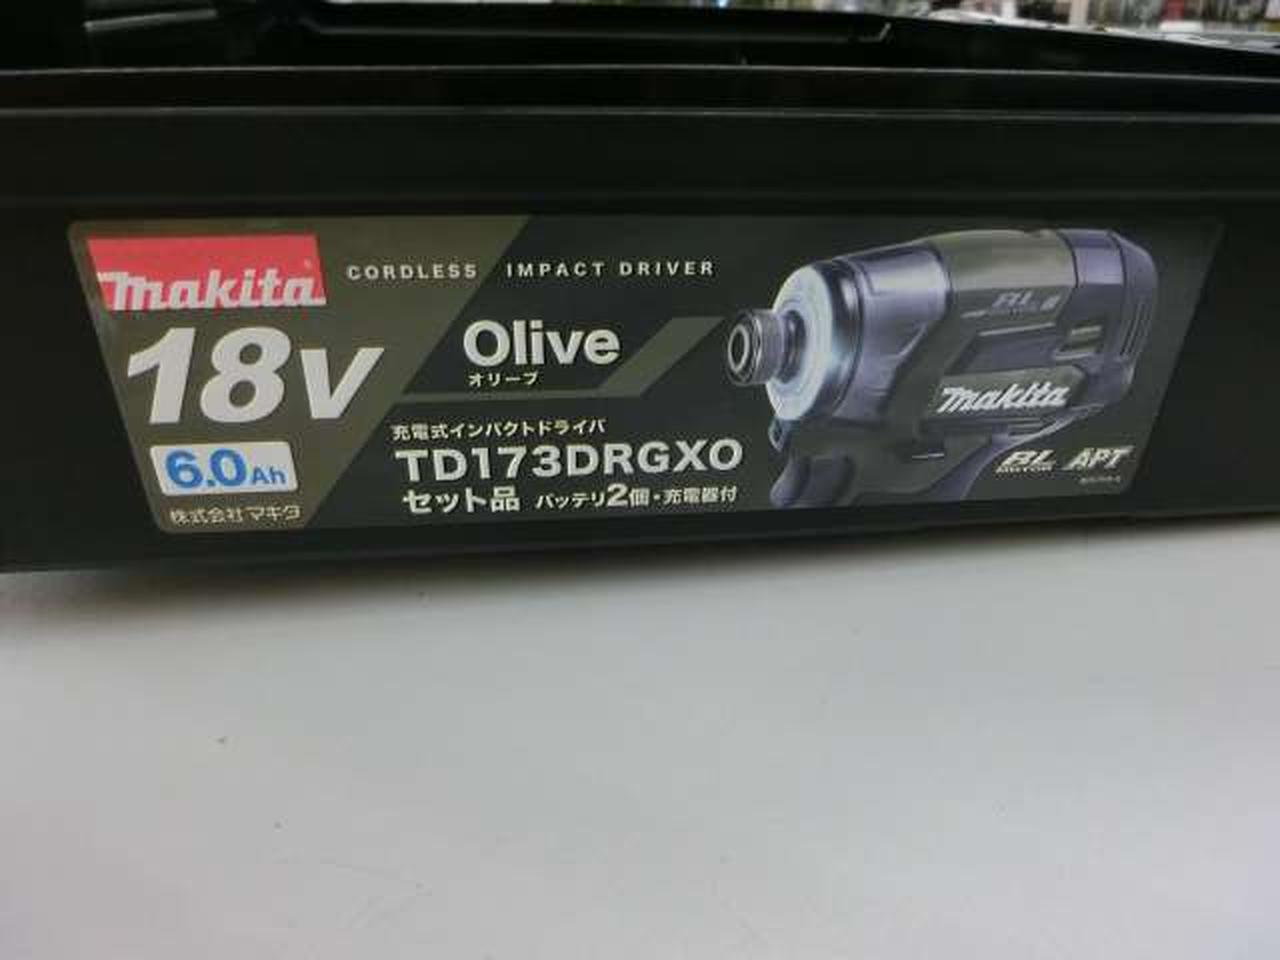 makita
CORDLESS IMPACT DRIVER
18V
Olive
オリーブ
6.0Ah
充電式インパクトドライバ
TD173DRGXO
セット品 バッテリ2個・充電器付
株式会社マキタ
BL
makita
BL
MOTOR
APT